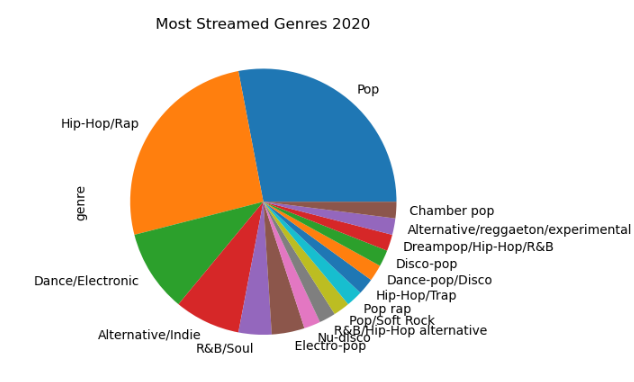 Most Streamed Genres 2020
Pop
Hip-Hop/Rap
genre
Dance/Electronic
Alternative/Indie
R&B/Soul
Electro-pop
Nu-disco
R&B/Hip-Hop alternative
Pop/Soft Rock
Pop rap
Hip-Hop/Trap
Dance-pop/Disco
Disco-pop
Dreampop/Hip-Hop/R&B
Alternative/reggaeton/experimental
Chamber pop